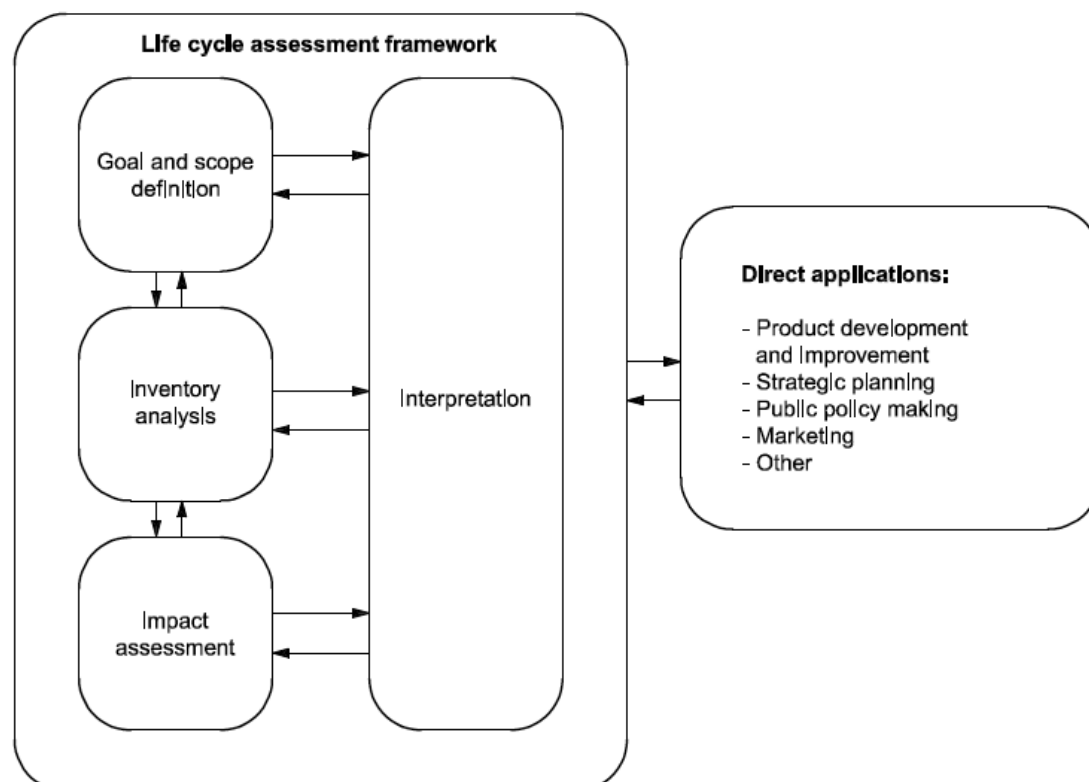 Life cycle assessment framework
Goal and scope
definition
Inventory
analysis
Impact
assessment
Interpretation
Direct applications:
- Product development
and improvement
- Strategic planning
- Public policy making
- Marketing
- Other